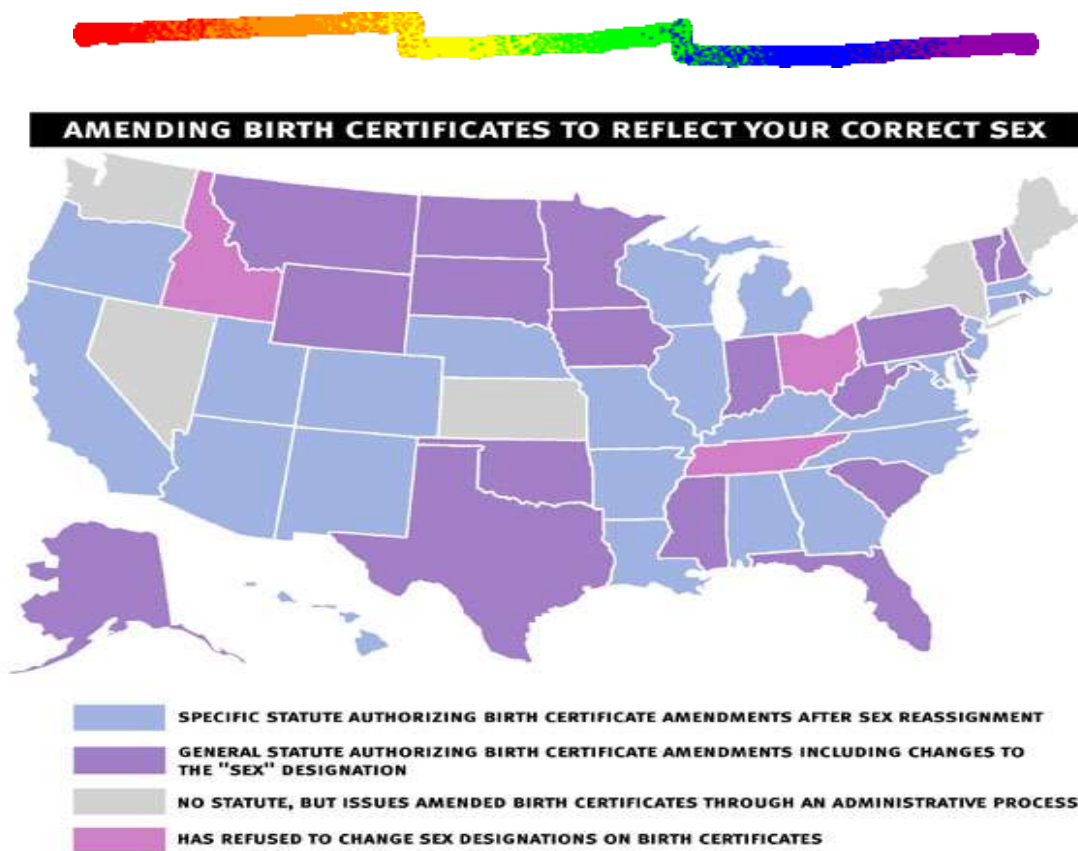 AMENDING BIRTH CERTIFICATES TO REFLECT YOUR CORRECT SEX
SPECIFIC STATUTE AUTHORIZING BIRTH CERTIFICATE AMENDMENTS AFTER SEX REASSIGNMENT
GENERAL STATUTE AUTHORIZING BIRTH CERTIFICATE AMENDMENTS INCLUDING CHANGES TO
THE "SEX" DESIGNATION
NO STATUTE, BUT ISSUES AMENDED BIRTH CERTIFICATES THROUGH AN ADMINISTRATIVE PROCESS
HAS REFUSED TO CHANGE SEX DESIGNATIONS ON BIRTH CERTIFICATES